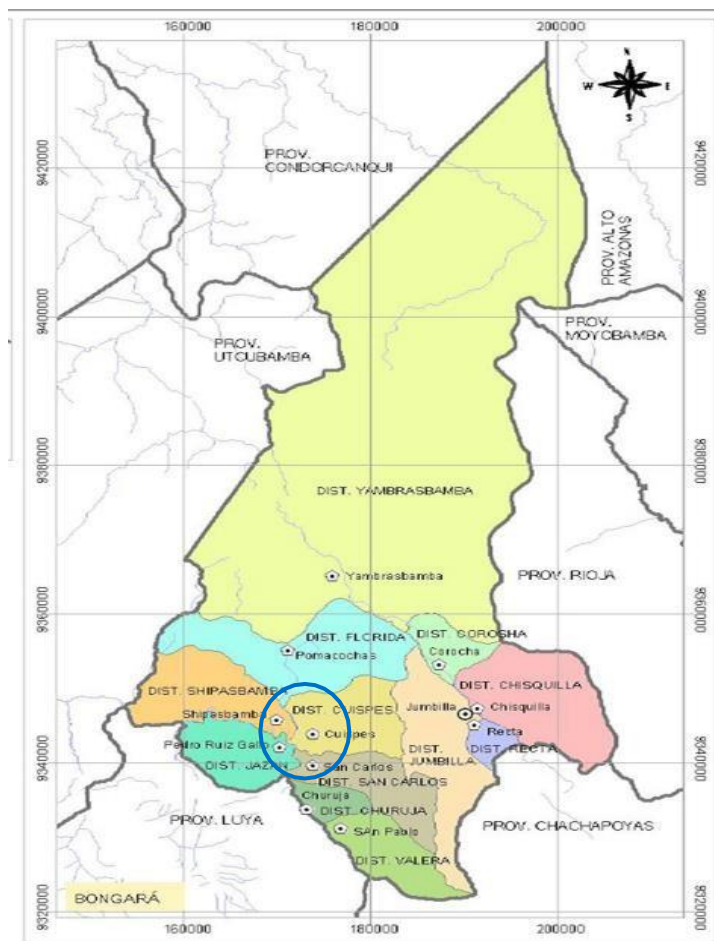 160000
180000
200000
N
W
E
S
9420000
9420000
PROV.
CONDORCANQUI
PROV. ALTO
AMAZONAS
9400000
9400000
PROV.
UTCUBAMBA
PROV.
MOYOBAMBA
9380000
9380000
DIST. YAMBRASBAMBA
Yambrasbamba
PROV. RIOJA
9360000
9360000
DIST. FLORIDA
Pomacochas
DIST. COROSHA
Corocha
DIST. SHIPASBAMBA
Shipasbamba
DIST. CUISPES
Cuispes
DIST. CHISQUILLA
Jumbilla
Chisquilla
Recta
DIST. RECTA
Pedro Ruiz Gallo
DIST. JAZAN
DIST.
JUMBILLA
9340000
9340000
San Carlos
DIST. SAN CARLOS
Churuja
DIST. CHURUJA
PROV. LUYA
SAn Pablo
PROV. CHACHAPOYAS
DIST. VALERA
BONGARÁ
9320000
9320000
160000
180000
200000